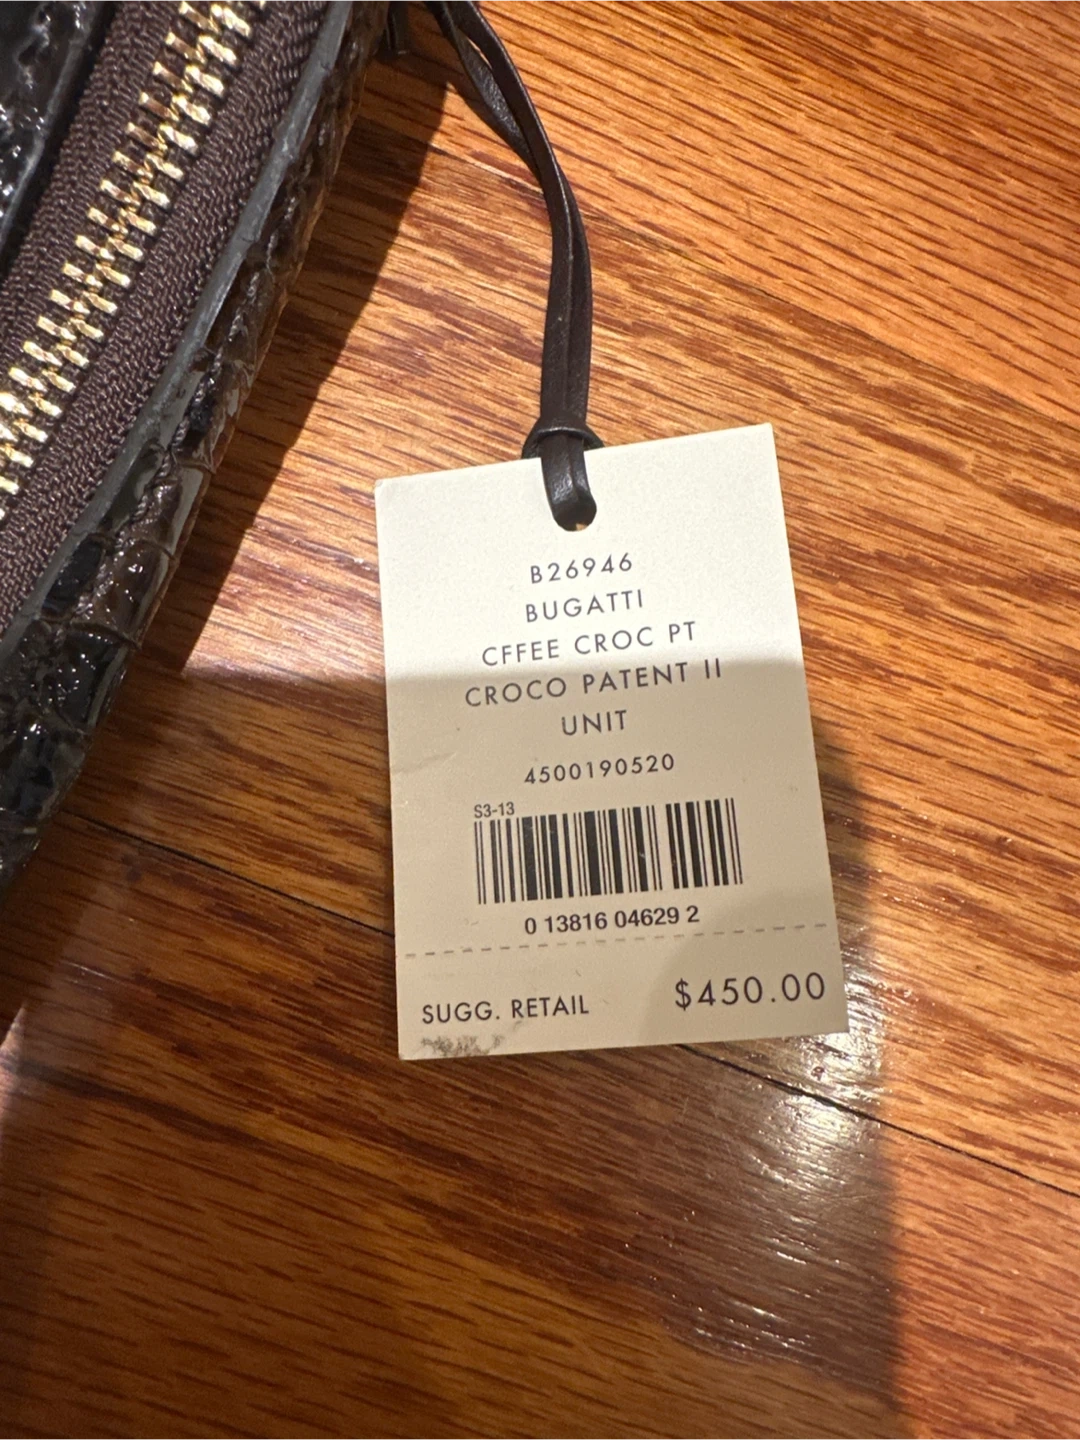 B26946
BUGATTI
CFFEE CROC PT
CROCO PATENT II
UNIT
4500190520
S3-13
0 13816 04629 2
SUGG. RETAIL $450.00